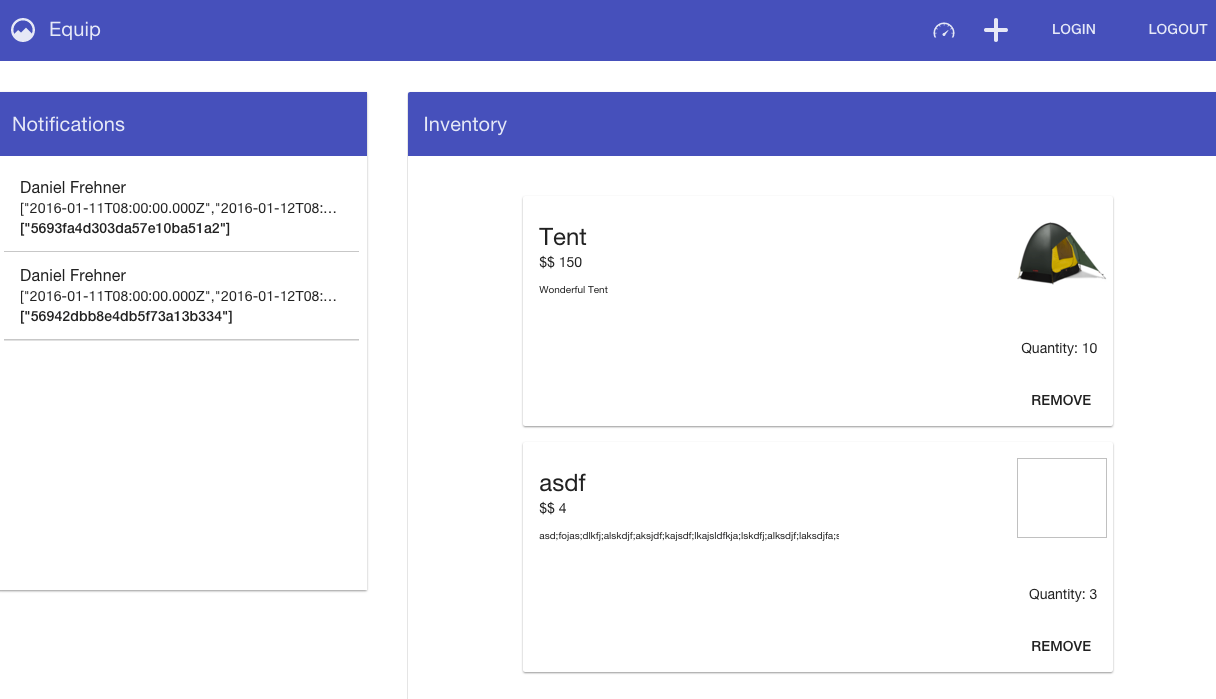 Equip
LOGIN
LOGOUT
Notifications
Daniel Frehner
["2016-01-11T08:00:00.000Z","2016-01-12T08:...
["5693fa4d303da57e10ba51a2"]
Daniel Frehner
["2016-01-11T08:00:00.000Z","2016-01-12T08:...
["56942dbb8e4db5f73a13b334"]
Inventory
Tent
$$ 150
Wonderful Tent
Quantity: 10
REMOVE
asdf
$$ 4
asd;fojas;dlkfj;alskdjf;aksjdf;kajsdf;lkajsldfkja;lskdfj;alksdjf;laksdjfa;s
Quantity: 3
REMOVE